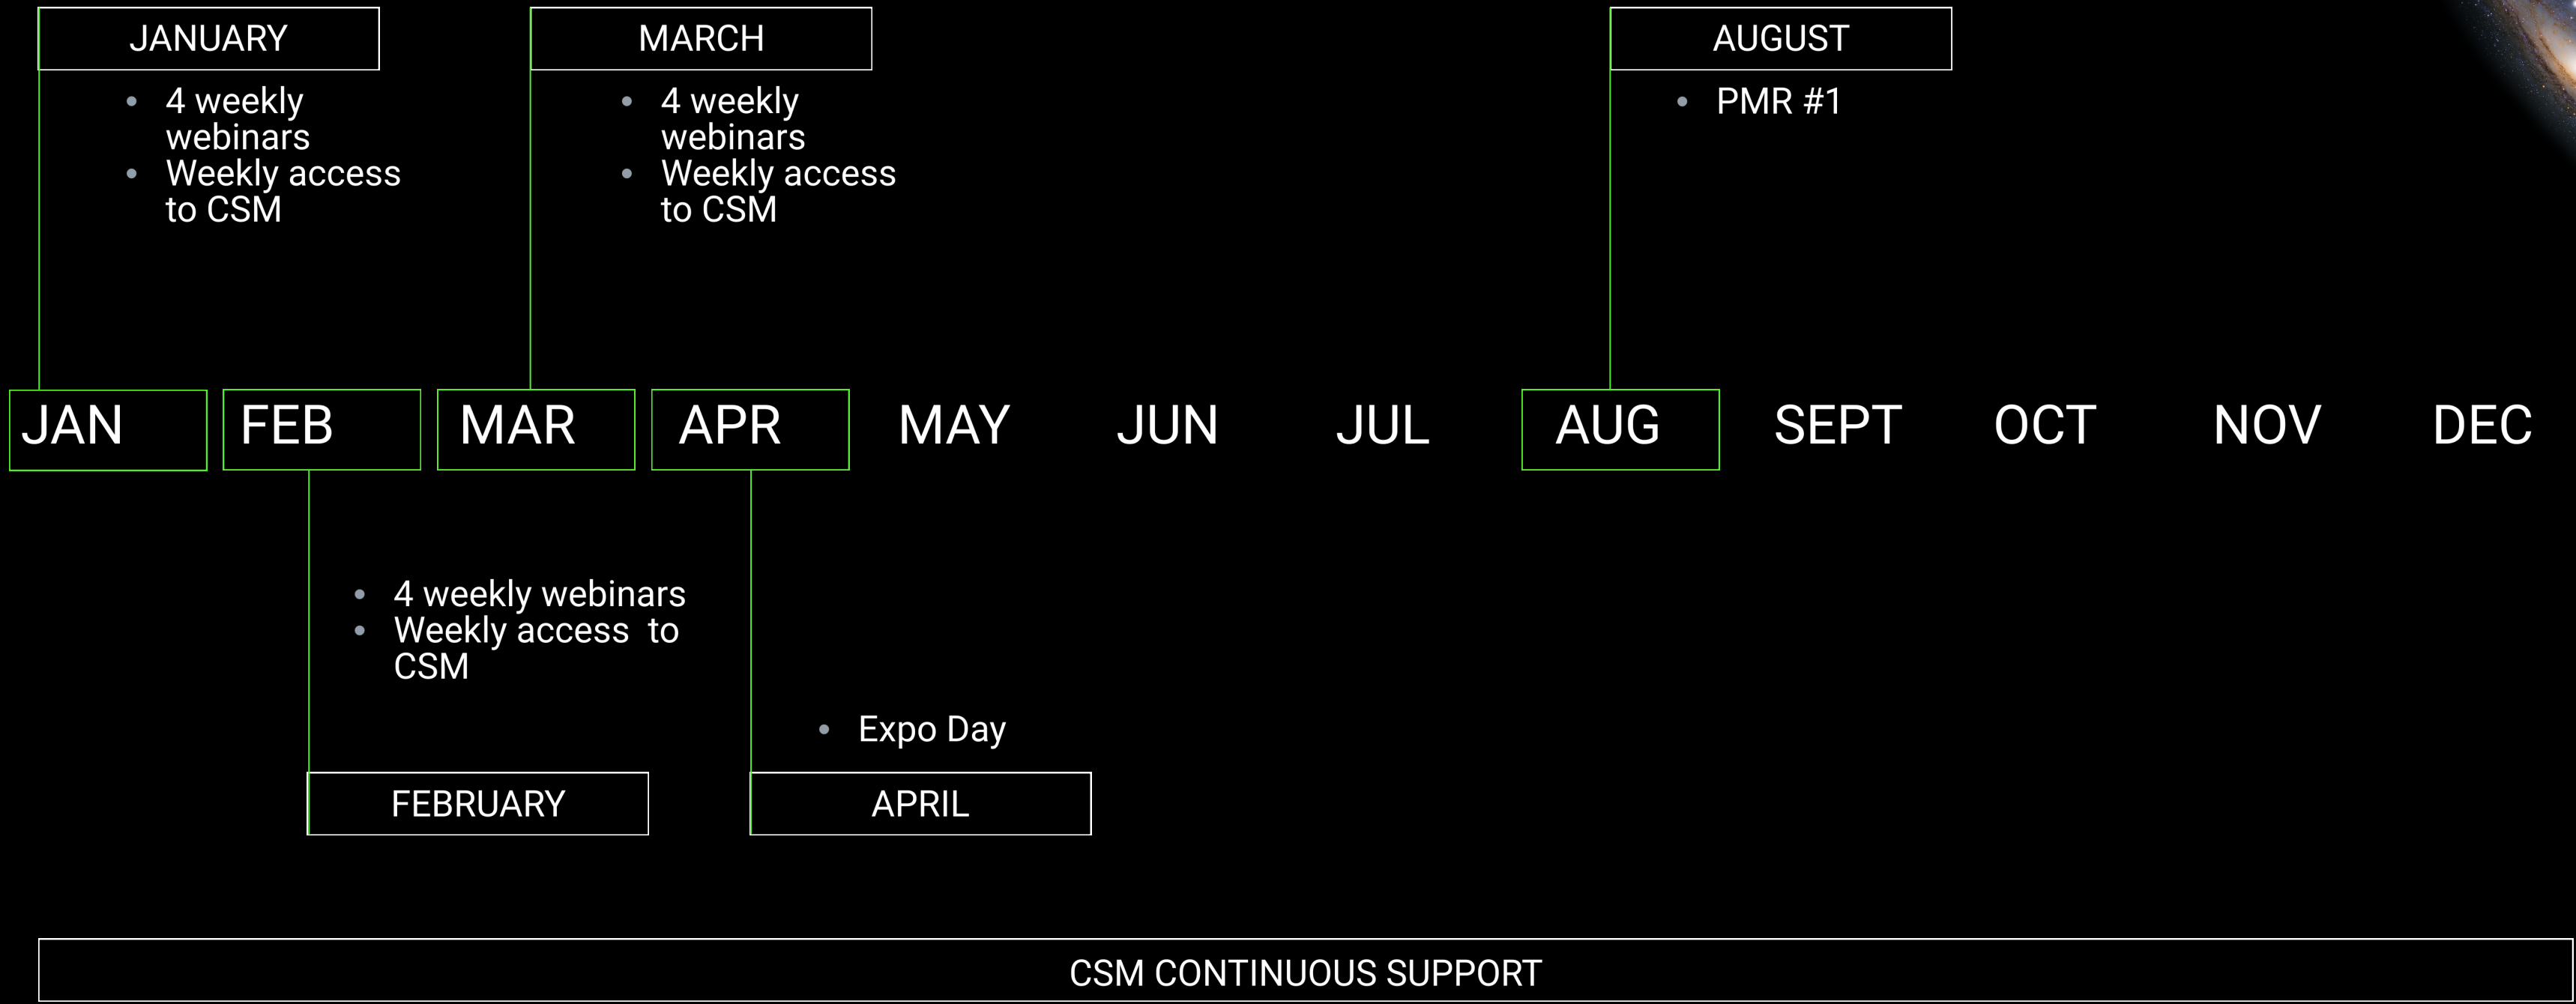 JANUARY
4 weekly
webinars
Weekly access
to CSM
MARCH
4 weekly
webinars
Weekly access
to CSM
AUGUST
PMR #1
JAN
FEB
MAR
APR
MAY
JUN
JUL
AUG
SEPT
OCT
NOV
DEC
4 weekly webinars
Weekly access  to
CSM
FEBRUARY
Expo Day
APRIL
CSM CONTINUOUS SUPPORT